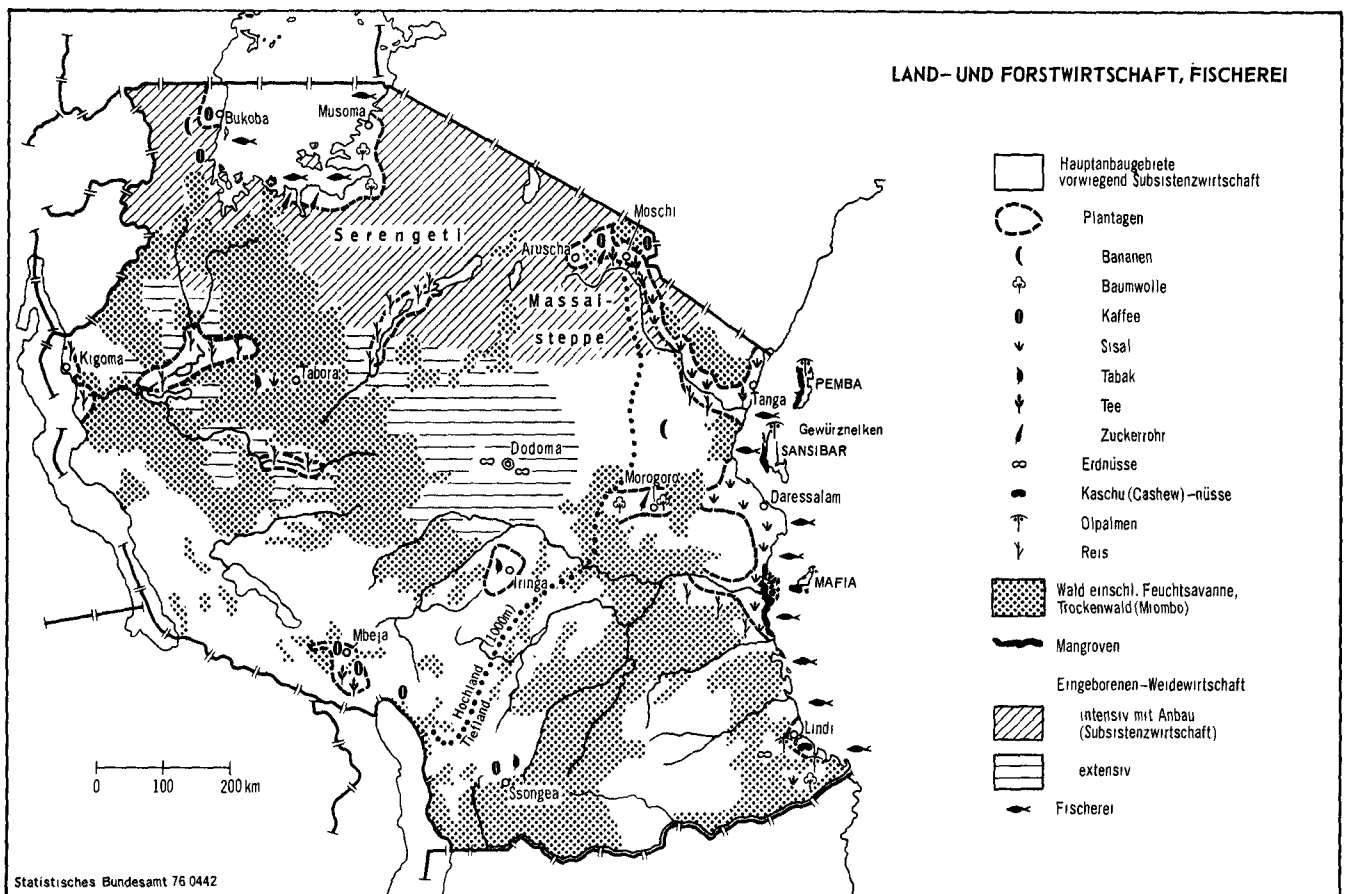 LAND- UND FORSTWIRTSCHAFT, FISCHEREI
Hauptanbaugebiete
vorwiegend Subsistenzwirtschaft
Plantagen
Bananen
Baumwolle
Kaffee
Sisal
Tabak
Tee
Zuckerrohr
Erdnüsse
Kaschu (Cashew)-nüsse
Olpalmen
Reis
Wald einschl. Feuchtsavanne,
Trockenwald (Miombo)
Mangroven
Eingeborenen-Weidewirtschaft
intensiv mit Anbau
(Subsistenzwirtschaft)
extensiv
Fischerei
Bukoba
Musoma
Serengeti
Moschi
Aruscha
Massai-
steppe
Kigoma
Tabora
PEMBA
Tanga
Gewürznelken
SANSIBAR
Dodoma
Morogoro
Daressalam
Iringa
MAFIA
Mbeja
Hochland (1000m)
Tiefland
Lindi
Ssongea
0 100 200 km
Statistisches Bundesamt 76 0442